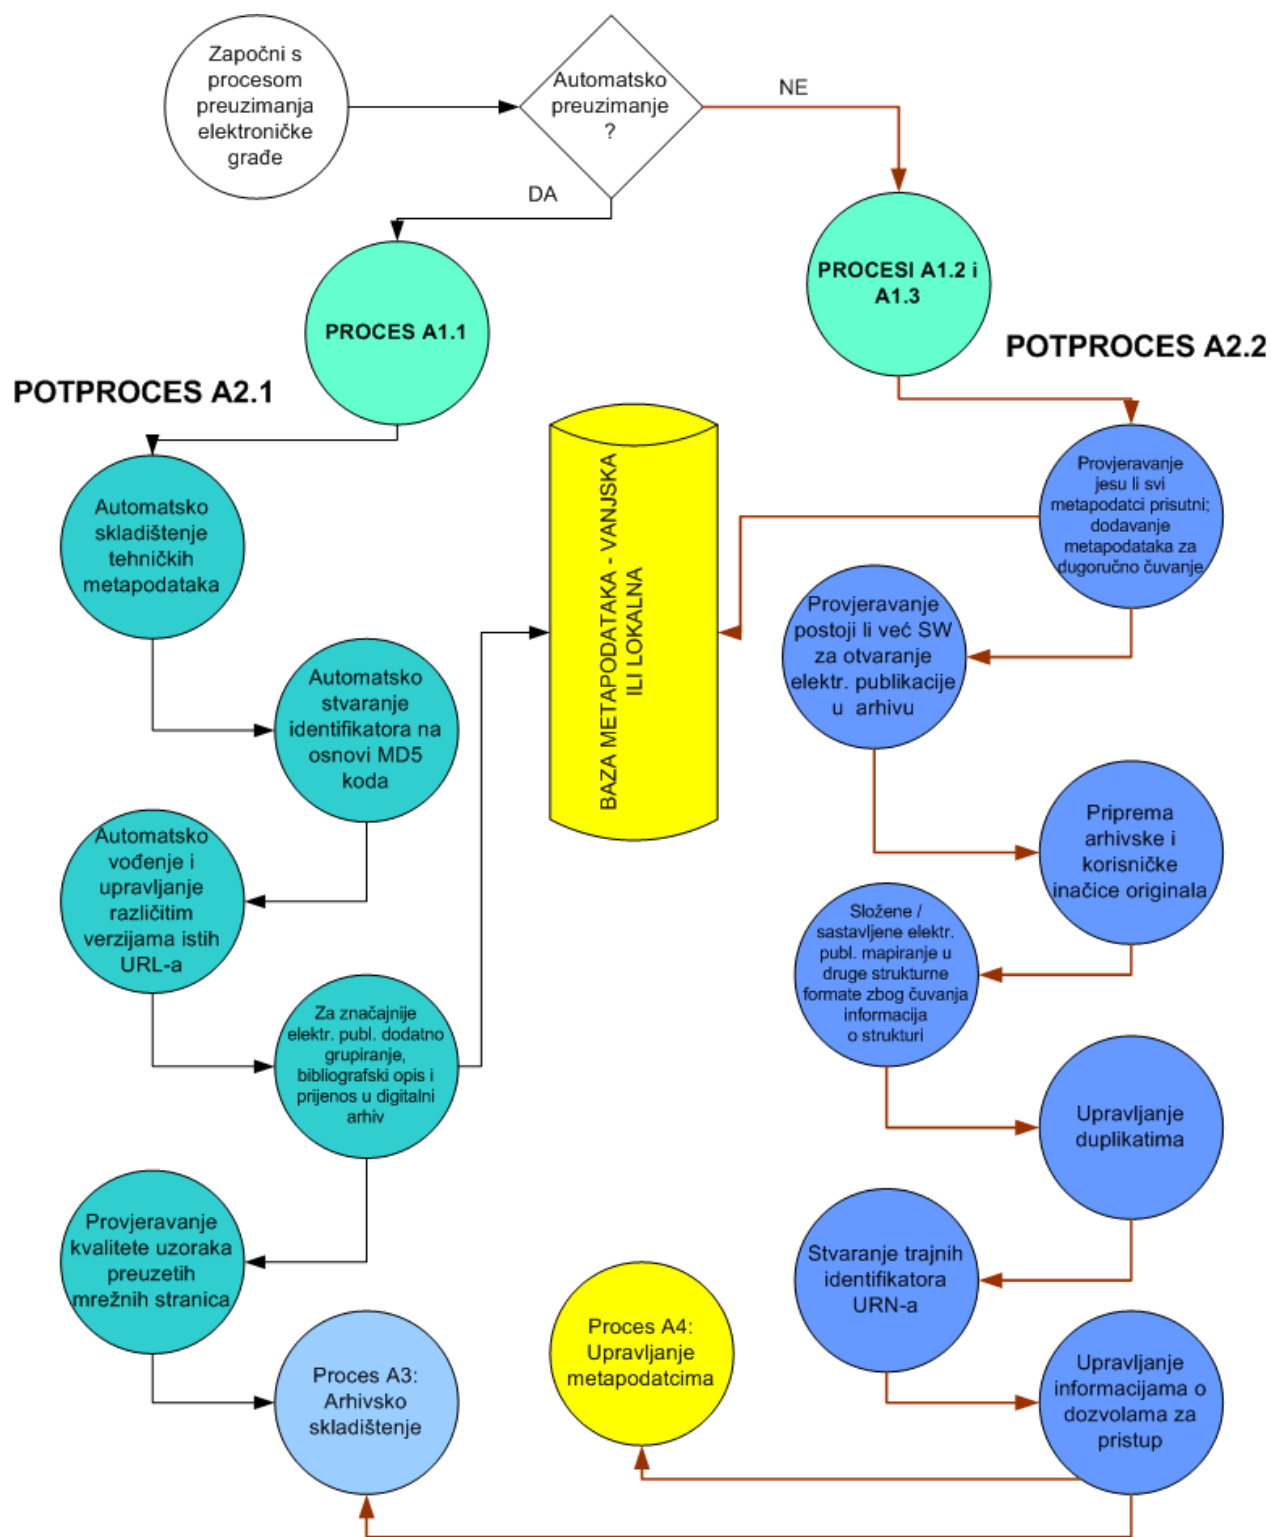 Započni s
procesom
preuzimanja
elektroničke
građe
Automatsko
preuzimanje
?
NE
DA
PROCES A1.1
PROCESI A1.2 i
A1.3
POTPROCES A2.1
POTPROCES A2.2
Automatsko
skladištenje
tehničkih
metapodataka
Automatsko
stvaranje
identifikatora na
osnovi MD5
koda
Automatsko
vođenje i
upravljanje
različitim
verzijama istih
URL-a
Za značajnije
elektr. publ. dodatno
grupiranje,
bibliografski opis i
prijenos u digitalni
arhiv
Provjeravanje
kvalitete uzoraka
preuzetih
mrežnih stranica
Proces A3:
Arhivsko
skladištenje
BAZA METAPODATAKA - VANJSKA
ILI LOKALNA
Proces A4:
Upravljanje
metapodatcima
Provjeravanje
jesu li svi
metapodatci prisutni;
dodavanje
metapodataka za
dugoručno čuvanje
Provjeravanje
postoji li već SW
za otvaranje
elektr. publikacije
u arhivu
Priprema
arhivske i
korisničke
inačice originala
Složene /
sastavljene elektr.
publ. mapiranje u
druge strukturne
formate zbog čuvanja
informacija
o strukturi
Upravljanje
duplikatima
Stvaranje trajnih
identifikatora
URN-a
Upravljanje
informacijama o
dozvolama za
pristup